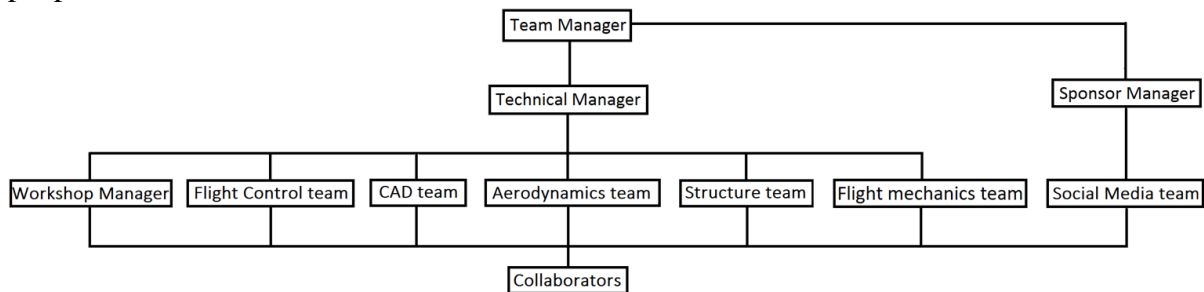 Team Manager
Technical Manager
Sponsor Manager
Workshop Manager
Flight Control team
CAD team
Aerodynamics team
Structure team
Flight mechanics team
Social Media team
Collaborators